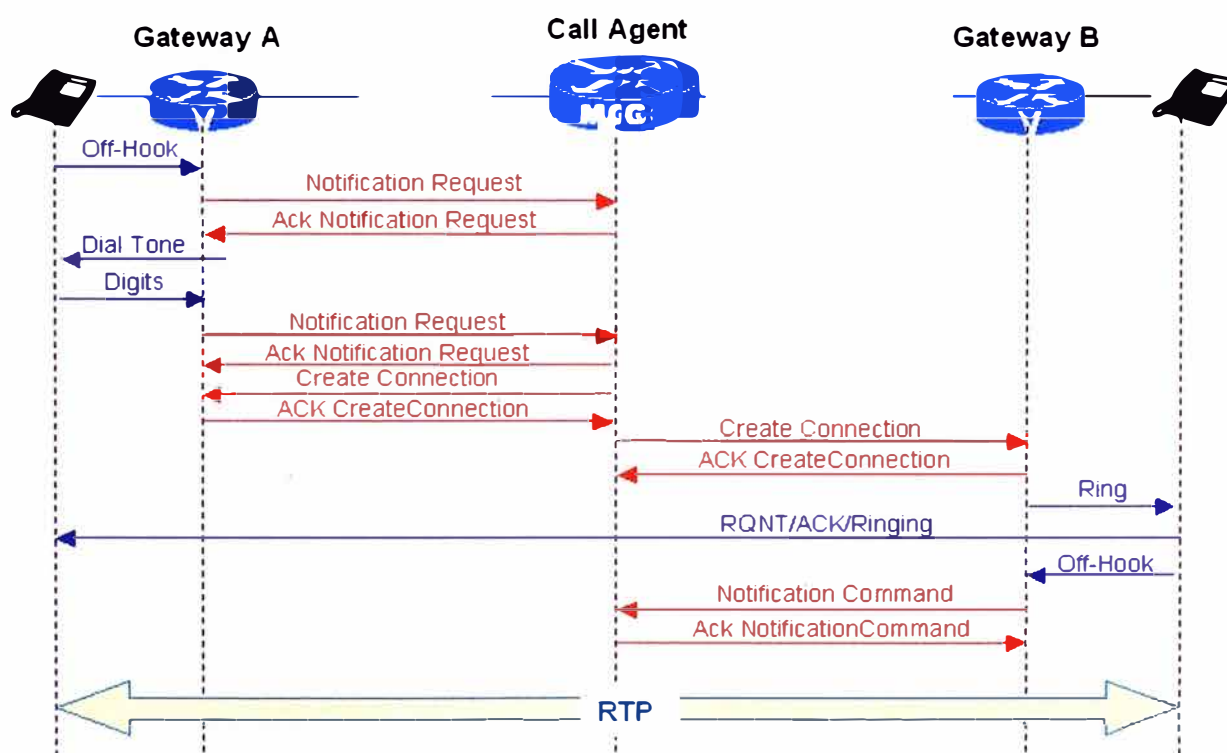 Gateway A
Call Agent
Gateway B
Off-Hook
Notification Request
Ack Notification Request
Dial Tone
Digits
Notification Request
Ack Notification Request
Create Connection
ACK CreateConnection
Create Connection
ACK CreateConnection
Ring
RQNT/ACK/Ringing
Off-Hook
Notification Command
Ack NotificationCommand
RTP